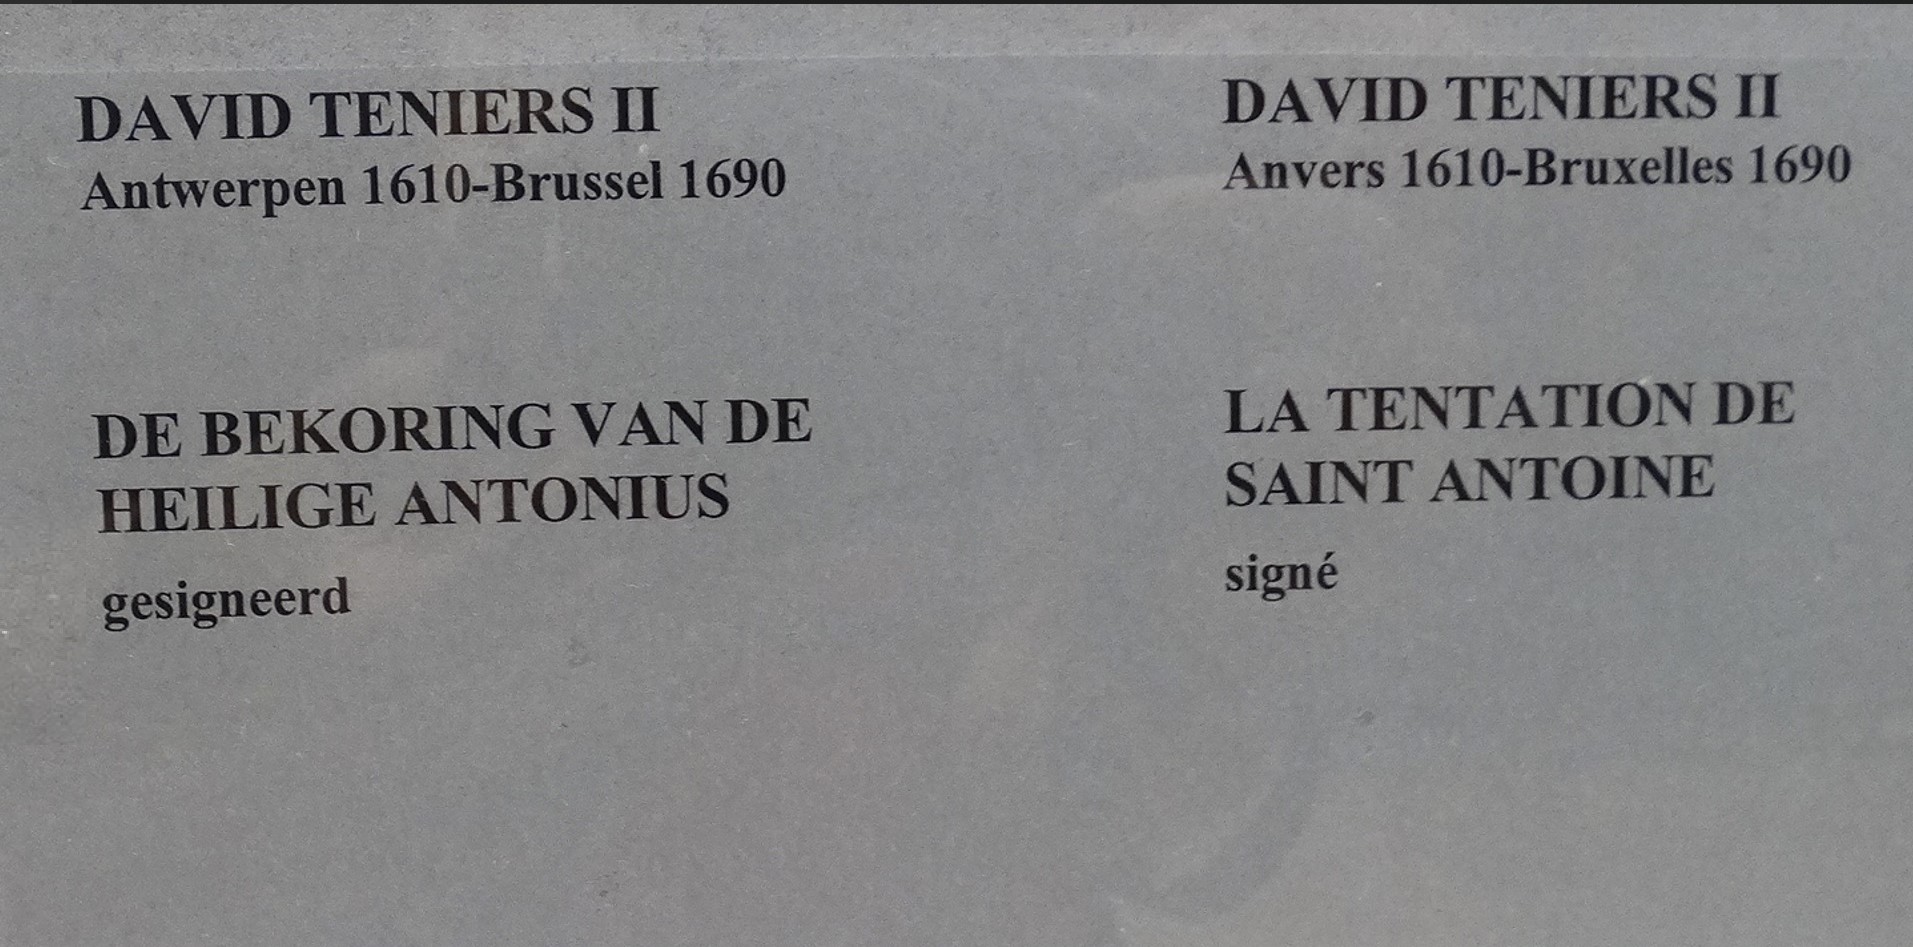 DAVID TENIERS II
Antwerpen 1610-Brussel 1690
DE BEKORING VAN DE
HEILIGE ANTONIUS
gesigneerd
DAVID TENIERS II
Anvers 1610-Bruxelles 1690
LA TENTATION DE
SAINT ANTOINE
signé